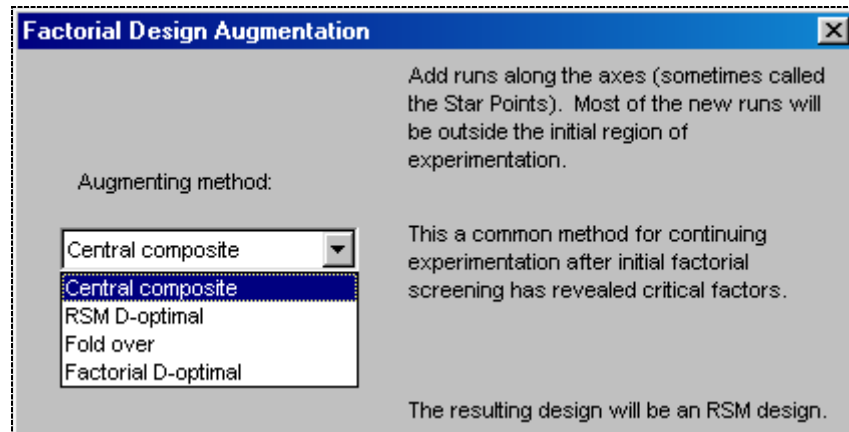 Factorial Design Augmentation
Add runs along the axes (sometimes called
the Star Points).  Most of the new runs will
be outside the initial region of
experimentation.
Augmenting method:
Central composite
This a common method for continuing
experimentation after initial factorial
screening has revealed critical factors.
Central composite
RSM D-optimal
Fold over
Factorial D-optimal
The resulting design will be an RSM design.